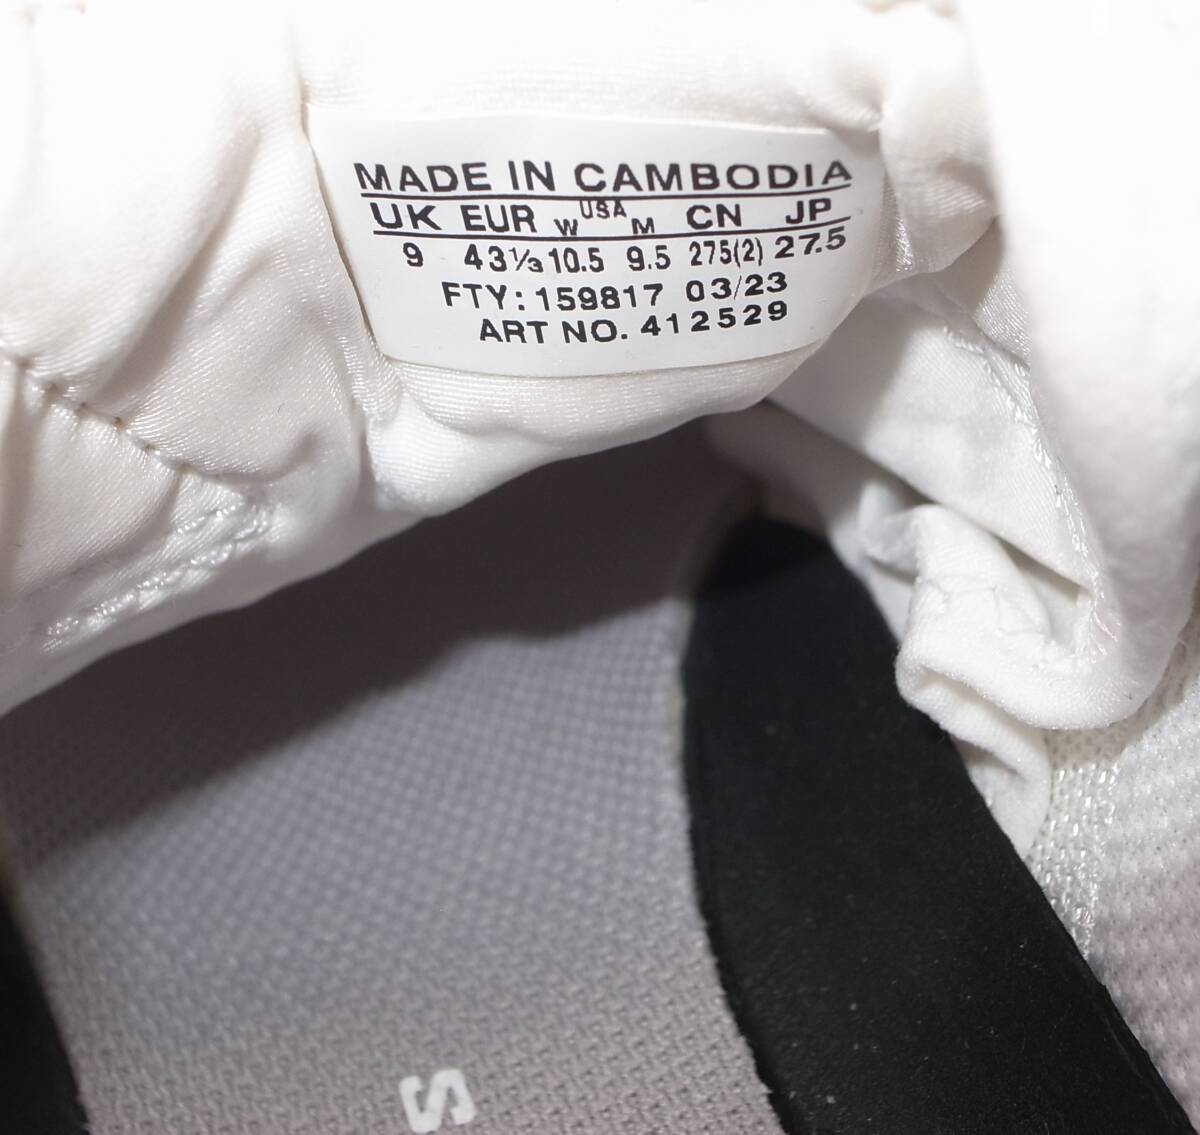 MADE IN CAMBODIA
UK EUR W USA M CN JP
9 43⅓ 10.5 9.5 275(2) 27.5
FTY: 159817 03/23
ART NO. 412529
S